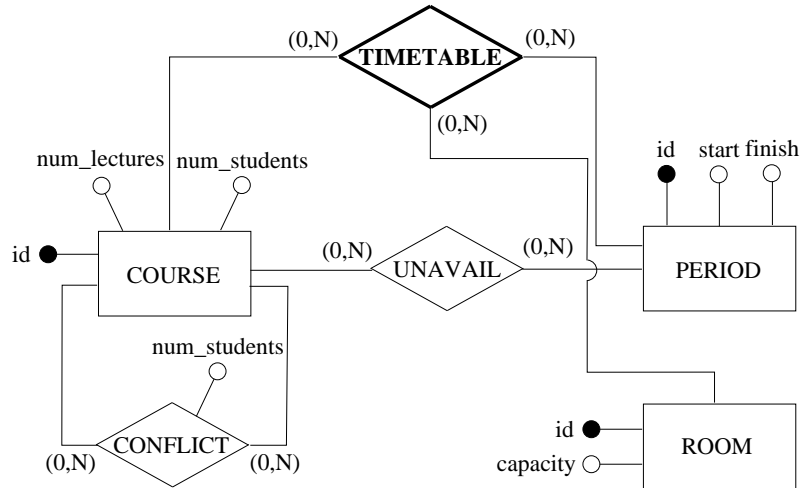 (0,N)
TIMETABLE
(0,N)
(0,N)
num_lectures
num_students
id
start
finish
id
COURSE
(0,N)
UNAVAIL
(0,N)
PERIOD
num_students
CONFLICT
(0,N)
(0,N)
id
capacity
ROOM